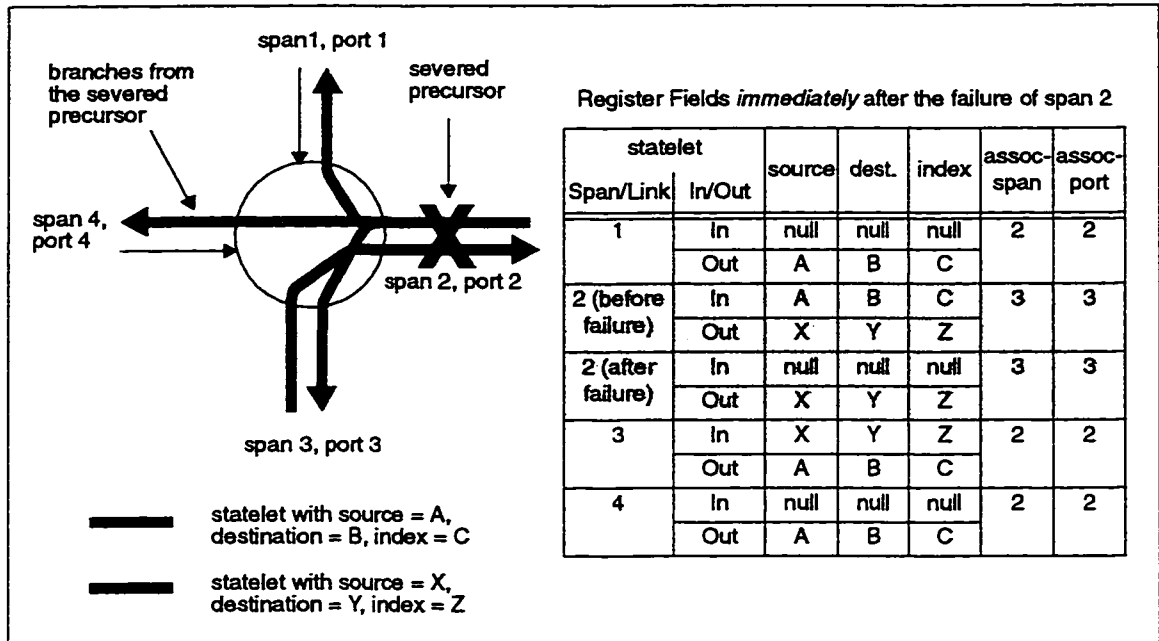 span1, port 1
branches from
the severed
precursor
severed
precursor
span 4,
port 4
span 2, port 2
span 3, port 3
statelet with source = A,
destination = B, index = C
statelet with source = X,
destination = Y, index = Z
Register Fields immediately after the failure of span 2
statelet source dest. index assoc-span assoc-port
Span/Link In/Out
1 In null null null 2 2
Out A B C
2 (before failure) In A B C 3 3
Out X Y Z
2 (after failure) In null null null 3 3
Out X Y Z
3 In X Y Z 2 2
Out A B C
4 In null null null 2 2
Out A B C